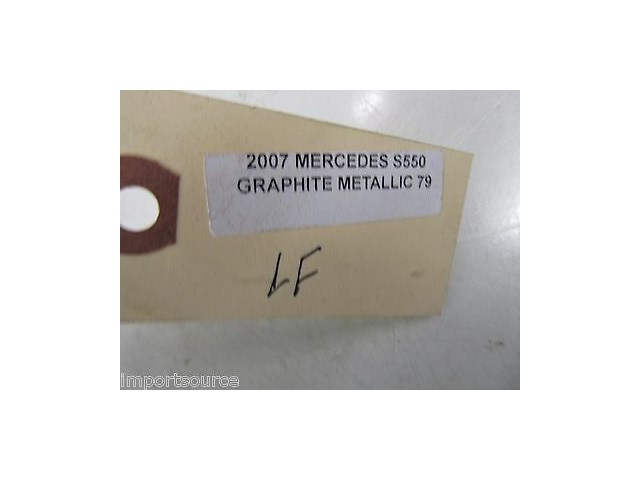 2007 MERCEDES S550
GRAPHITE METALLIC 79
LF
importsource